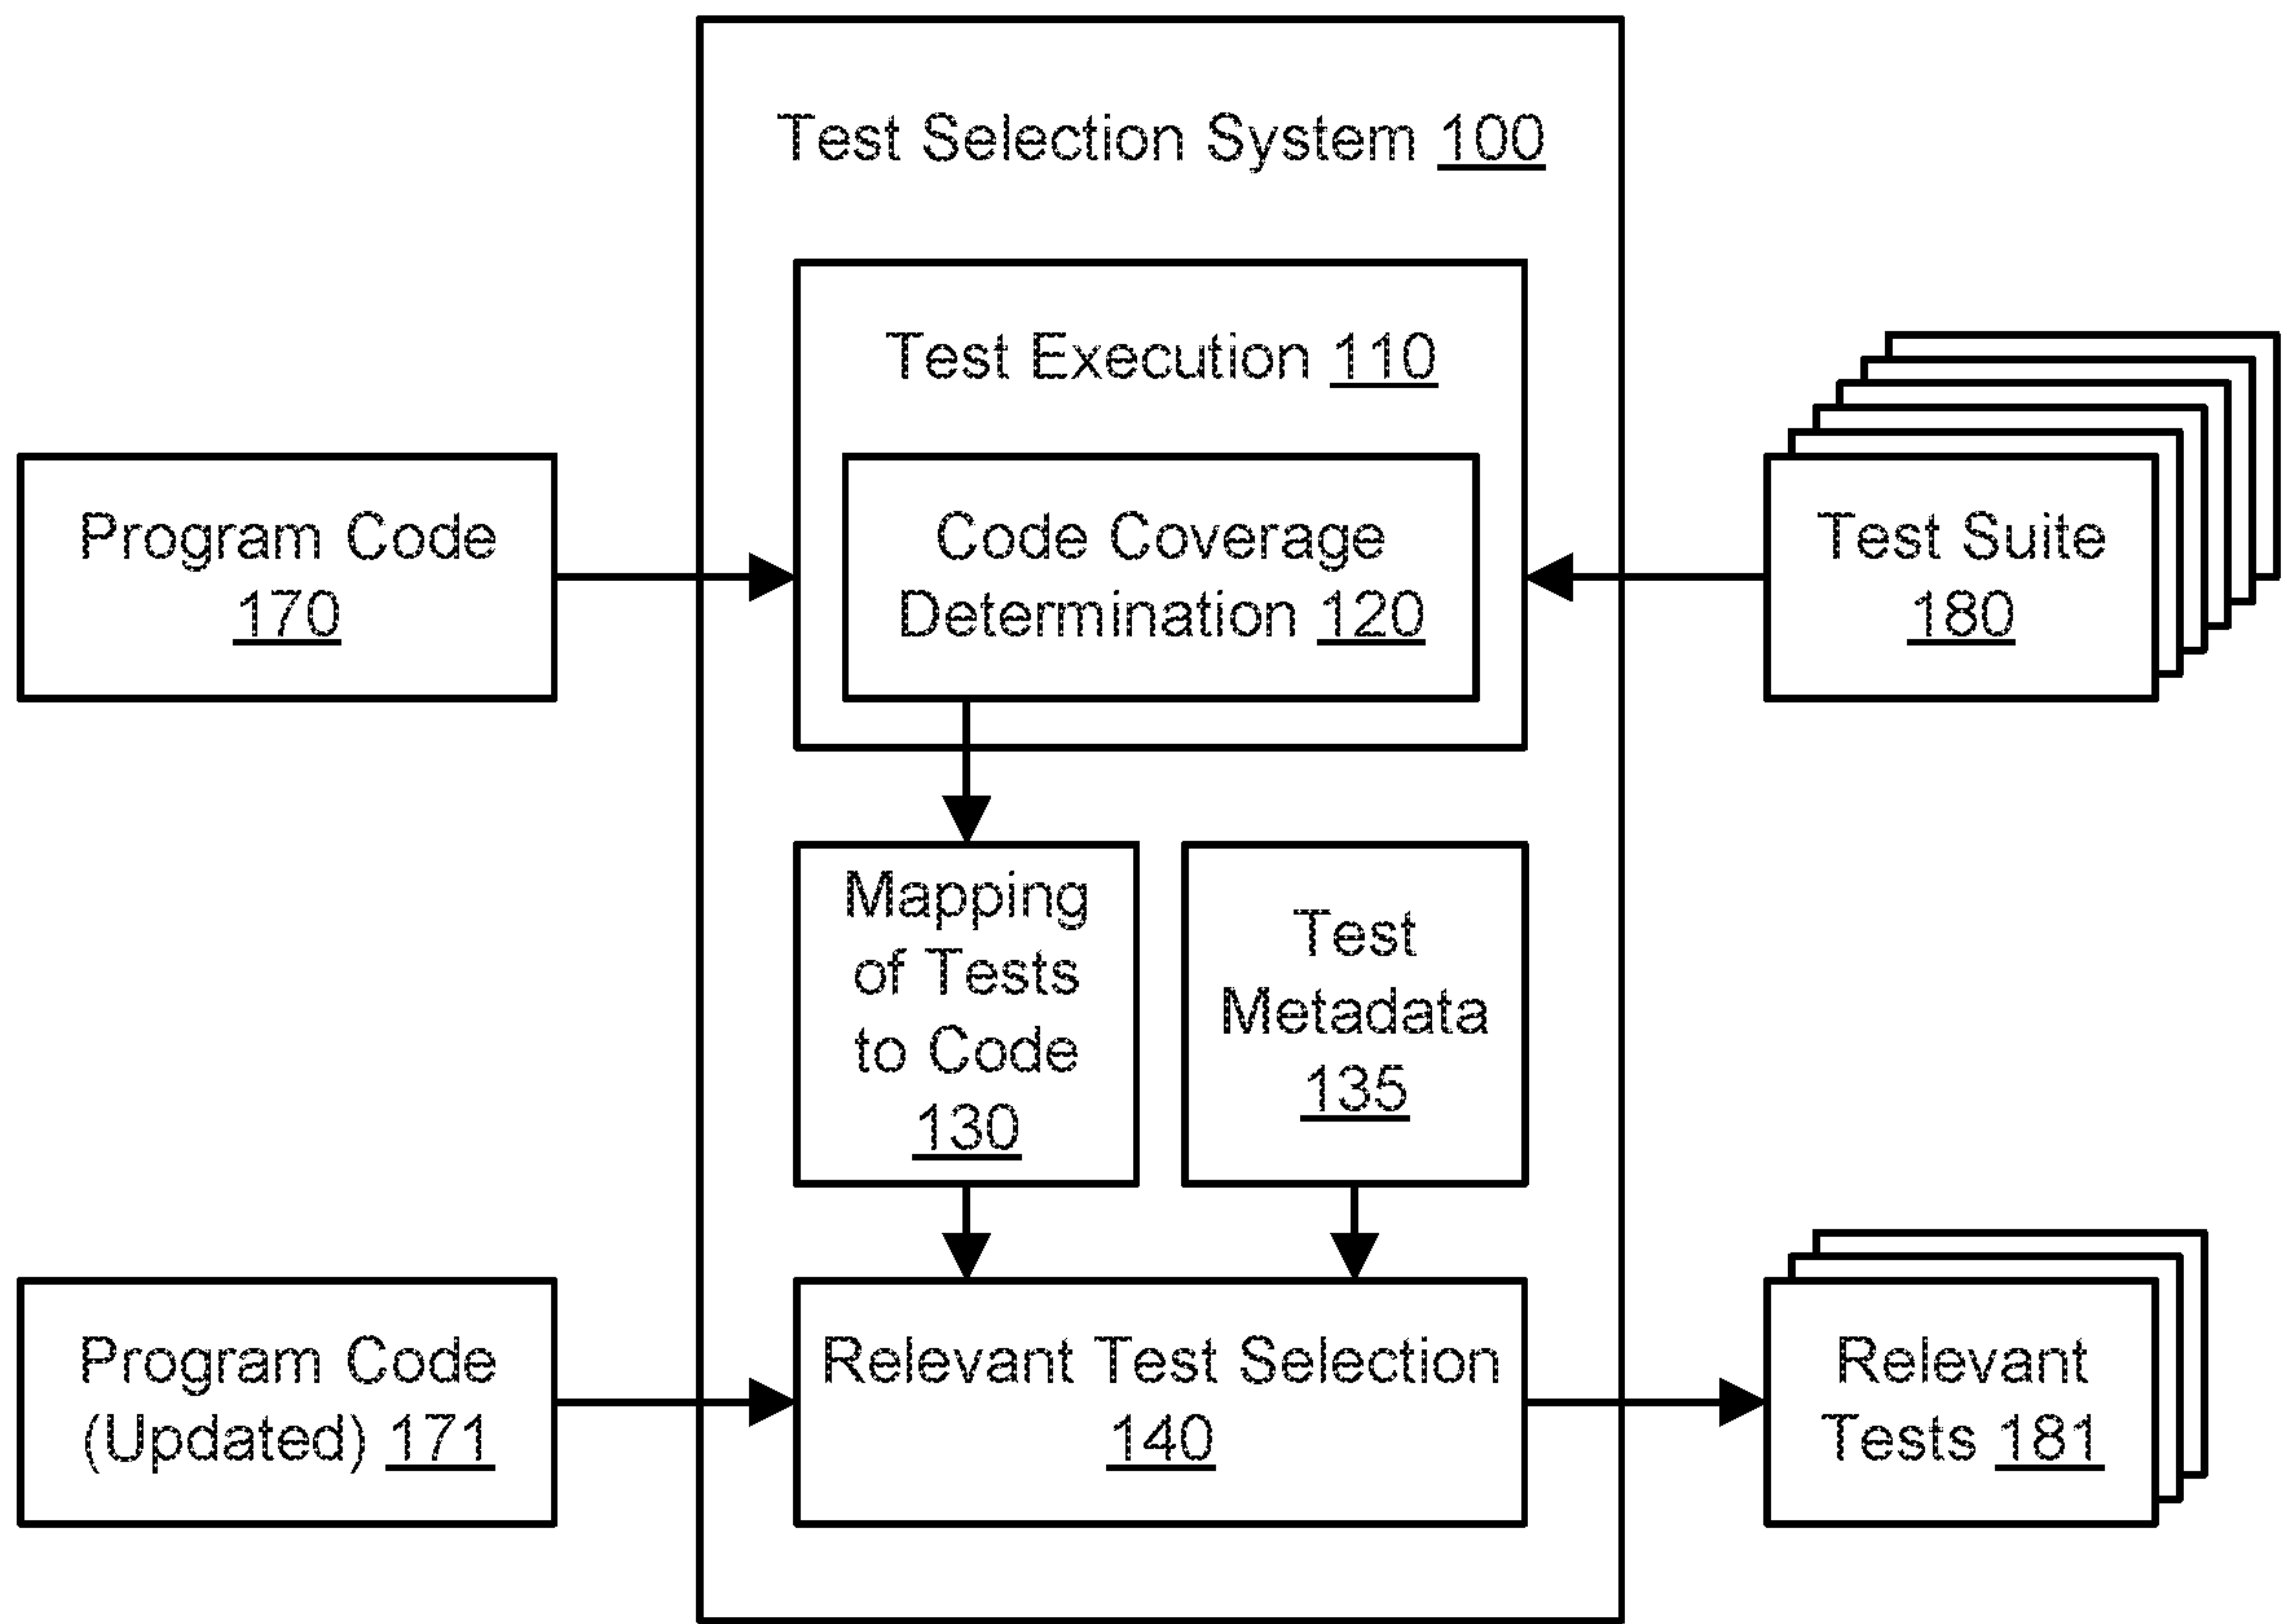 Test Selection System 100
Test Execution 110
Program Code
170
Code Coverage
Determination 120
Test Suite
180
Mapping
of Tests
to Code
130
Test
Metadata
135
Program Code
(Updated) 171
Relevant Test Selection
140
Relevant
Tests 181